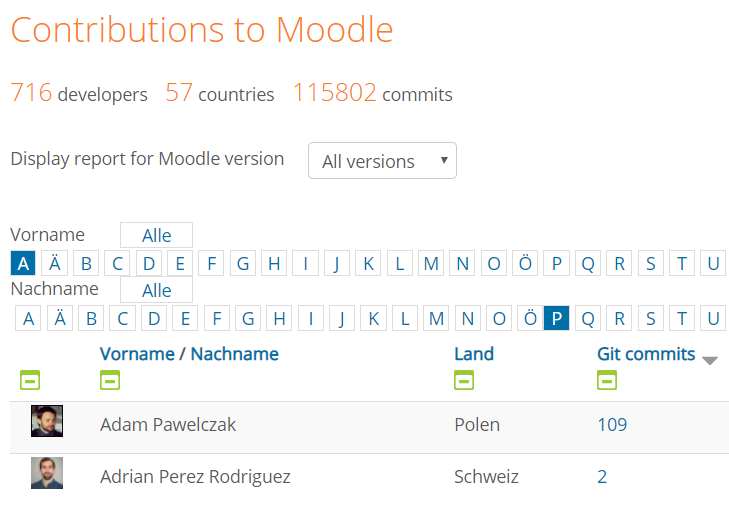 Contributions to Moodle
716 developers 57 countries 115802 commits
Display report for Moodle version All versions
Vorname Alle
A Ä B C D E F G H I J K L M N O Ö P Q R S T U
Nachname Alle
A Ä B C D E F G H I J K L M N O Ö P Q R S T U
Vorname / Nachname Land Git commits
Adam Pawelczak Polen 109
Adrian Perez Rodriguez Schweiz 2